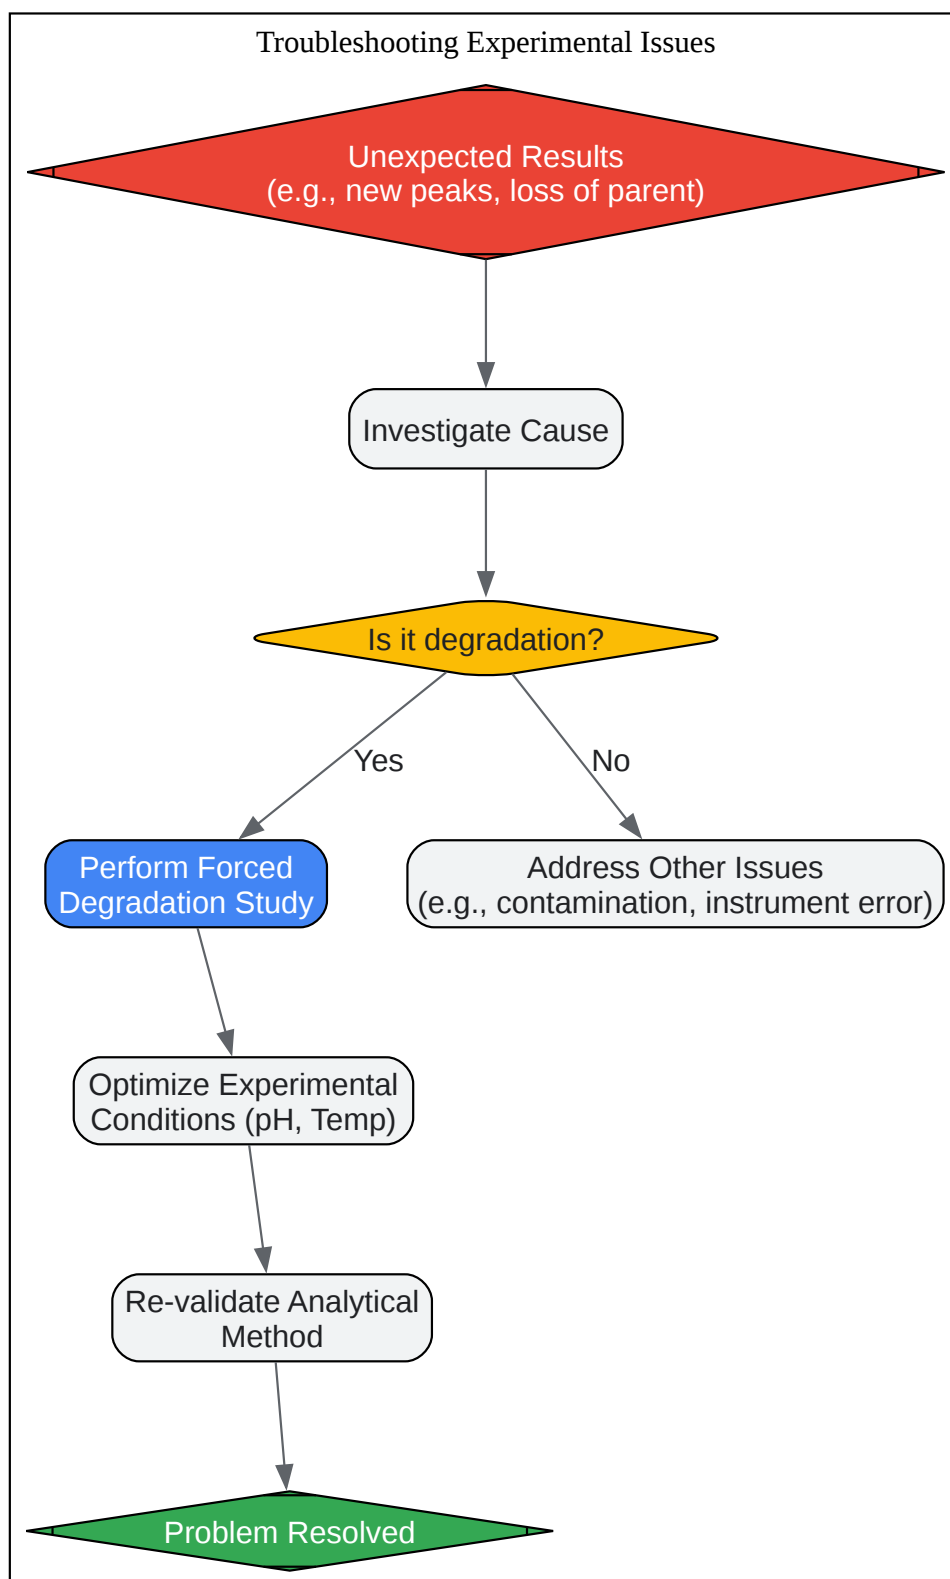 Troubleshooting Experimental Issues
Unexpected Results
(e.g., new peaks, loss of parent)
Investigate Cause
Is it degradation?
Yes
No
Perform Forced
Degradation Study
Address Other Issues
(e.g., contamination, instrument error)
Optimize Experimental
Conditions (pH, Temp)
Re-validate Analytical
Method
Problem Resolved